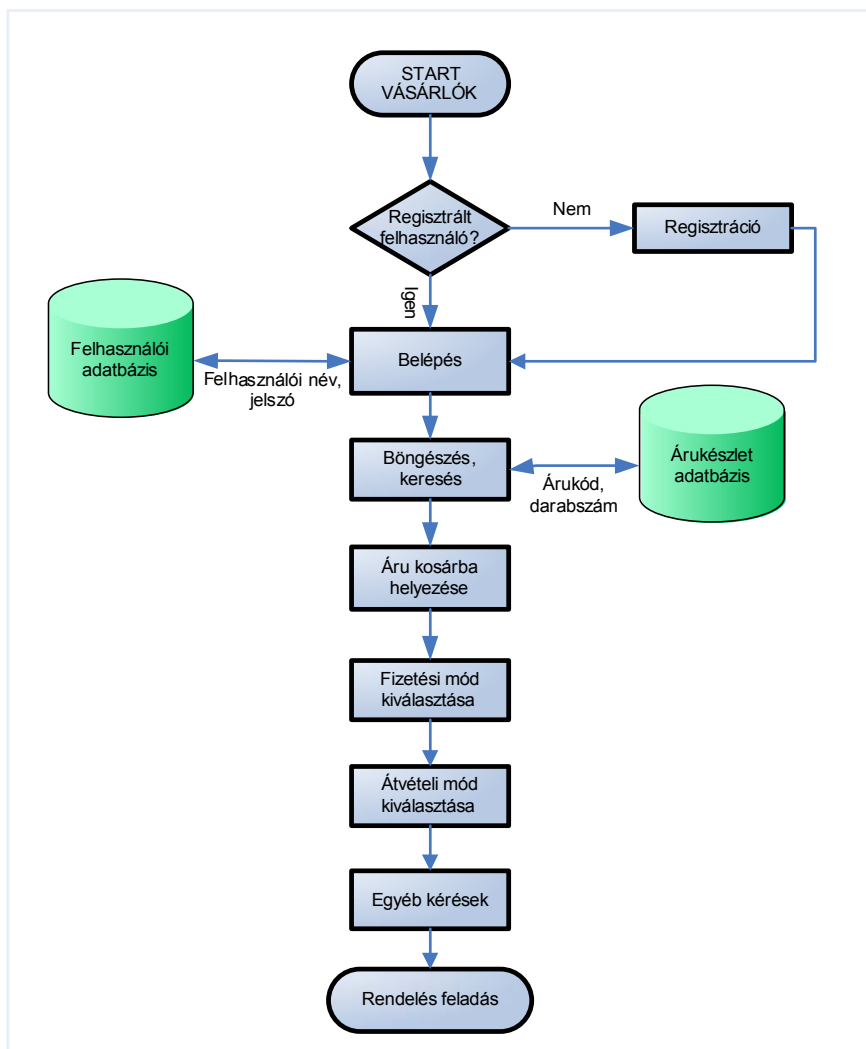 START
VÁSÁRLÓK
Regisztrált
felhasználó?
Nem
Regisztráció
Igen
Felhasználói
adatbázis
Felhasználói név,
jelszó
Belépés
Böngészés,
keresés
Árukód,
darabszám
Árukészlet
adatbázis
Áru kosárba
helyezése
Fizetési mód
kiválasztása
Átvételi mód
kiválasztása
Egyéb kérések
Rendelés feladás